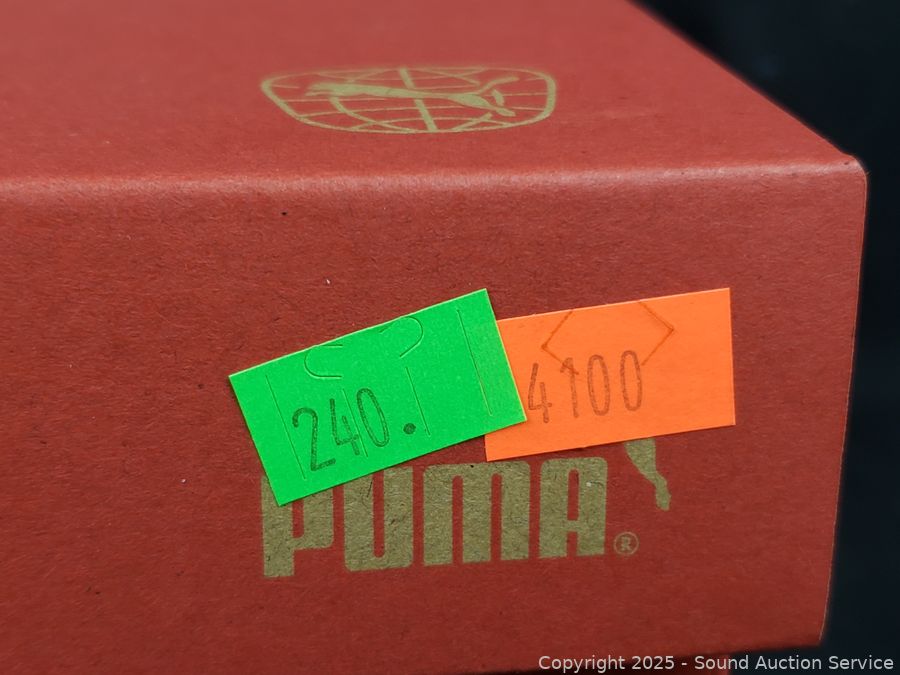 240.
4100
PUMA®
Copyright 2025 - Sound Auction Service